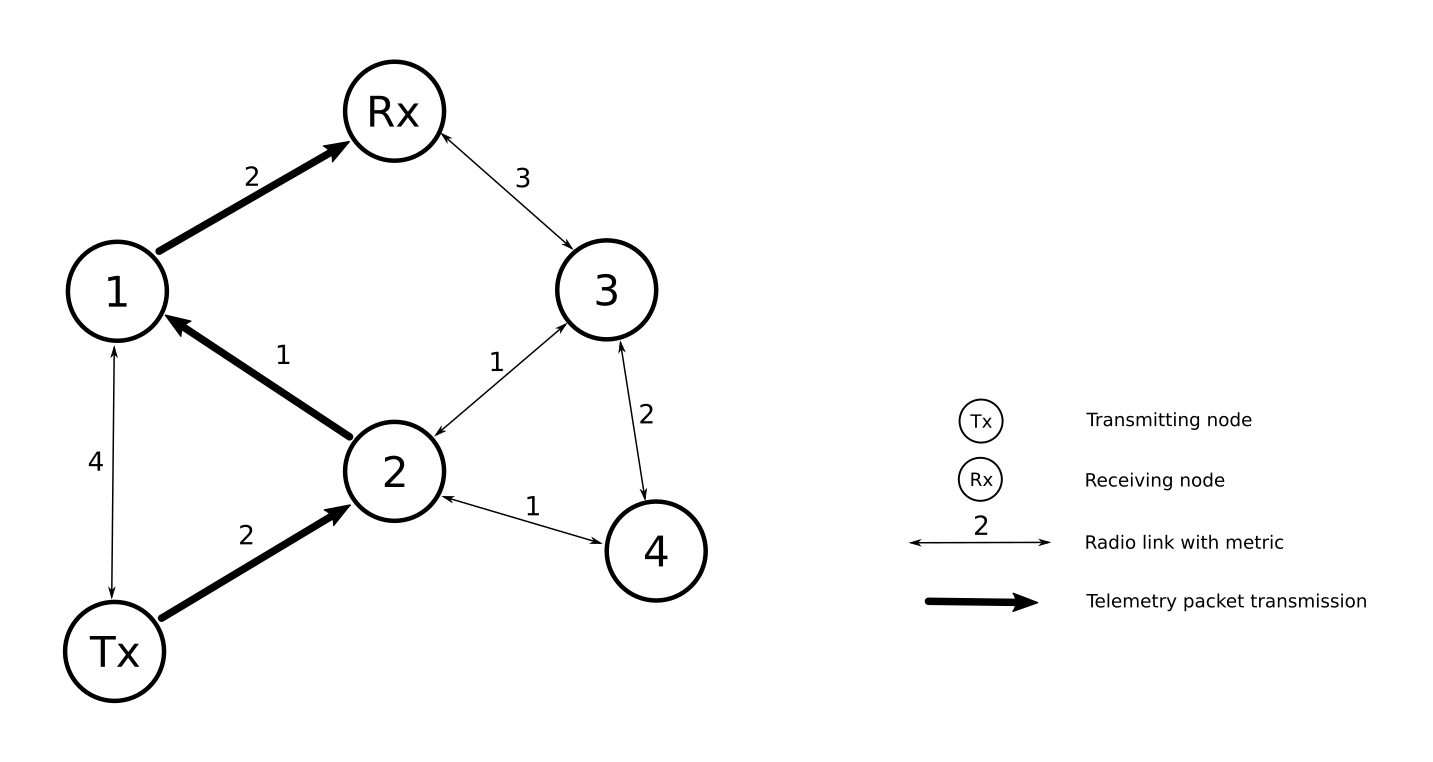 Rx
2
3
1
3
1
1
4
2
2
1
2
4
Tx
Tx Transmitting node
Rx Receiving node
2
Radio link with metric
Telemetry packet transmission